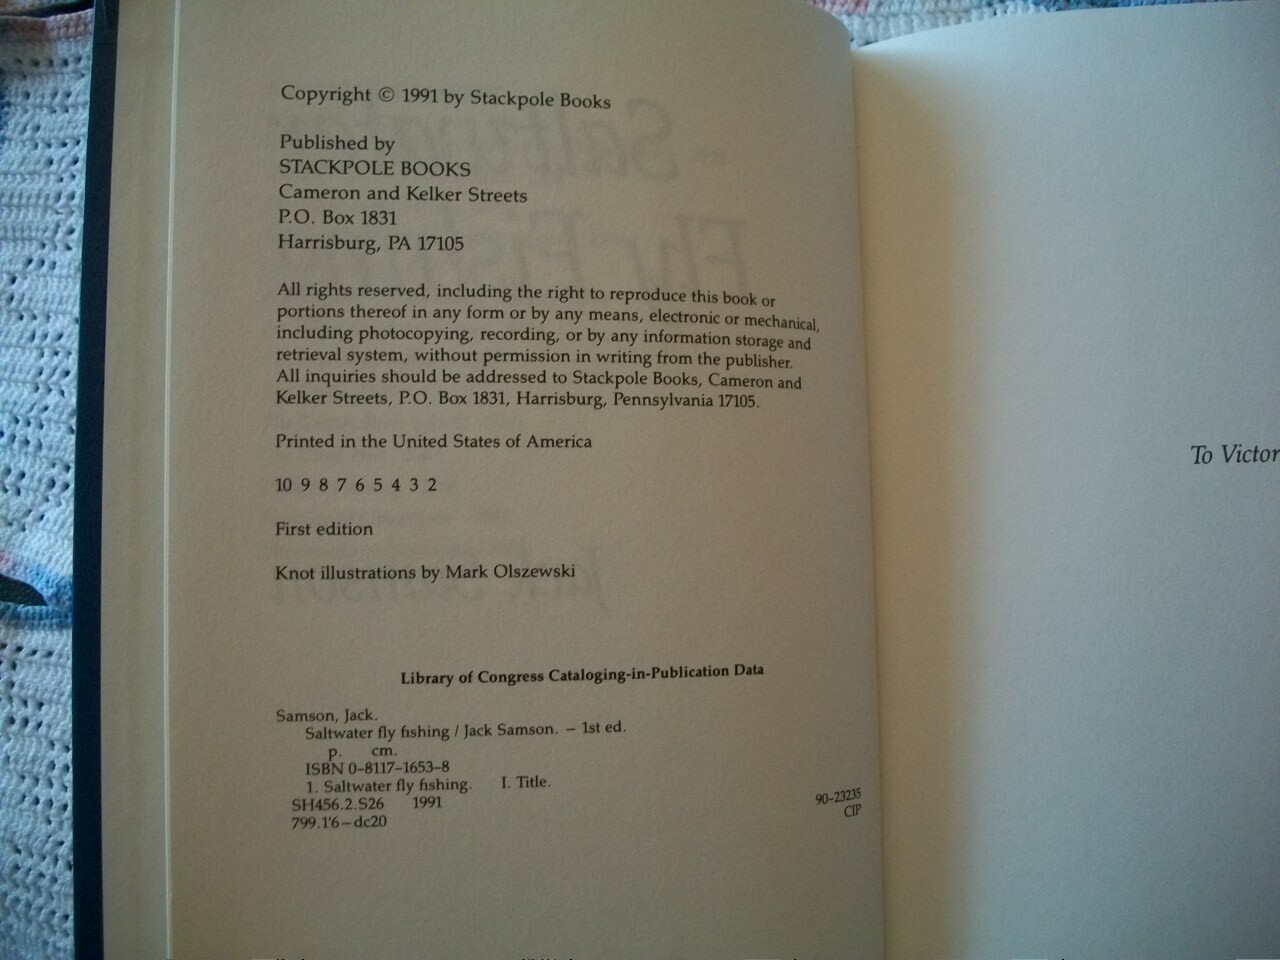 Copyright © 1991 by Stackpole Books
Published by
STACKPOLE BOOKS
Cameron and Kelker Streets
P.O. Box 1831
Harrisburg, PA 17105
All rights reserved, including the right to reproduce this book or
portions thereof in any form or by any means, electronic or mechanical,
including photocopying, recording, or by any information storage and
retrieval system, without permission in writing from the publisher.
All inquiries should be addressed to Stackpole Books, Cameron and
Kelker Streets, P.O. Box 1831, Harrisburg, Pennsylvania 17105.
Printed in the United States of America
10 9 8 7 6 5 4 3 2
First edition
Knot illustrations by Mark Olszewski
Library of Congress Cataloging-in-Publication Data
Samson, Jack.
Saltwater fly fishing / Jack Samson. – 1st ed.
p. cm.
ISBN 0–8117–1653–8
1. Saltwater fly fishing. I. Title.
SH456.2.S26 1991
799.1'6–dc20
90–23235
CIP
To Victor